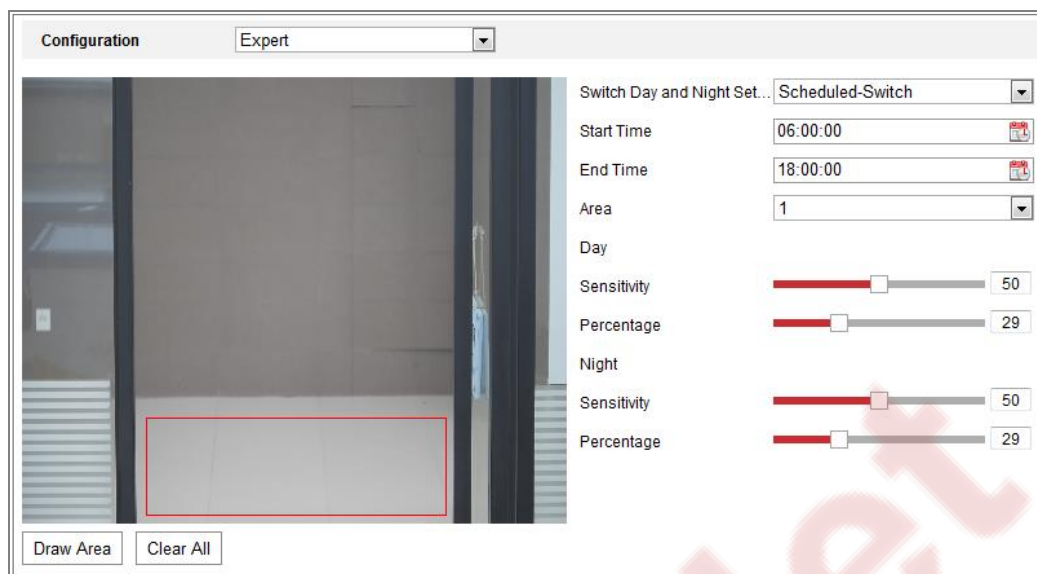 Configuration Expert
Switch Day and Night Set... Scheduled-Switch
Start Time 06:00:00
End Time 18:00:00
Area 1
Day
Sensitivity 50
Percentage 29
Night
Sensitivity 50
Percentage 29
Draw Area Clear All